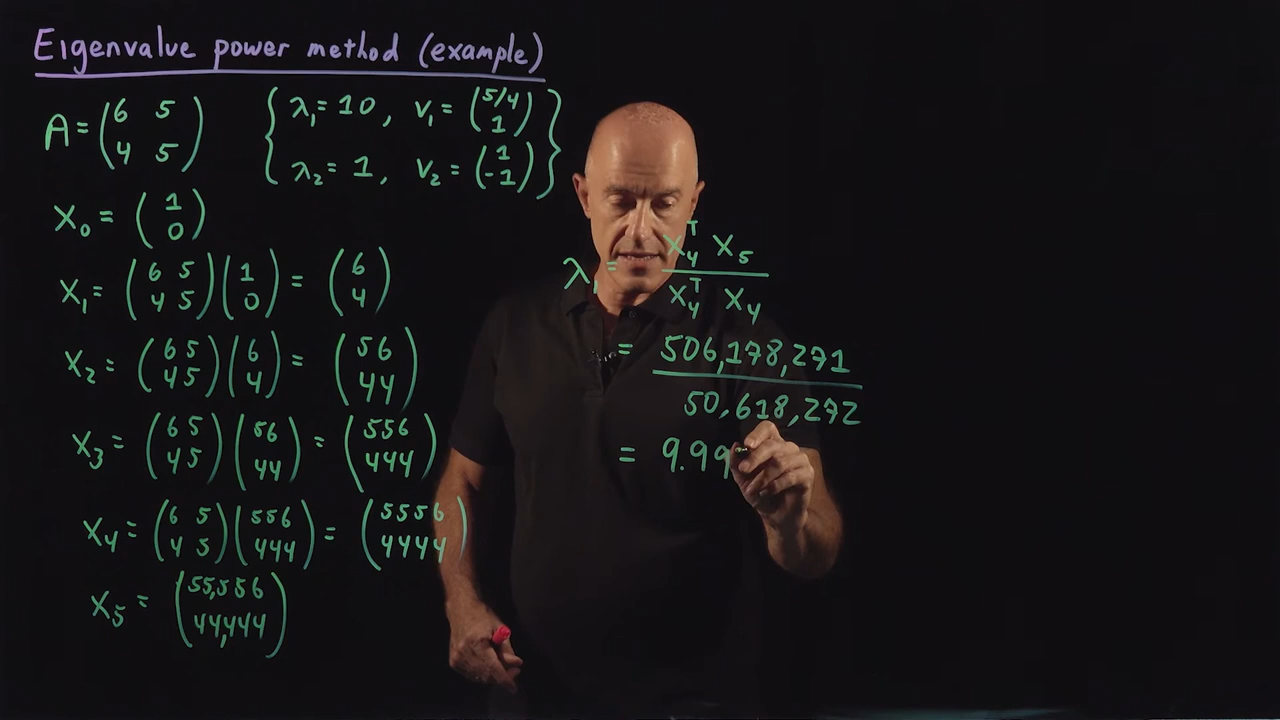 Eigenvalue power method (example)
A = (6 5 { λ₁ = 10, v₁ = (5/4
4 5) 1)
λ₂ = 1, v₂ = (1
-1) }
x₀ = (1
0)
x₁ = (6 5 (1 = (6
4 5) 0) 4)
x₂ = (6 5 (6 = (56
4 5) 4) 44)
x₃ = (6 5 (56 = (556
4 5) 44) 444)
x₄ = (6 5 (556 = (5556
4 5) 444) 4444)
x₅ = (55,556
44,444)
λ₁ = x₄ᵀ x₅
x₄ᵀ x₄
= 506,178,271
50,618,272
= 9.99